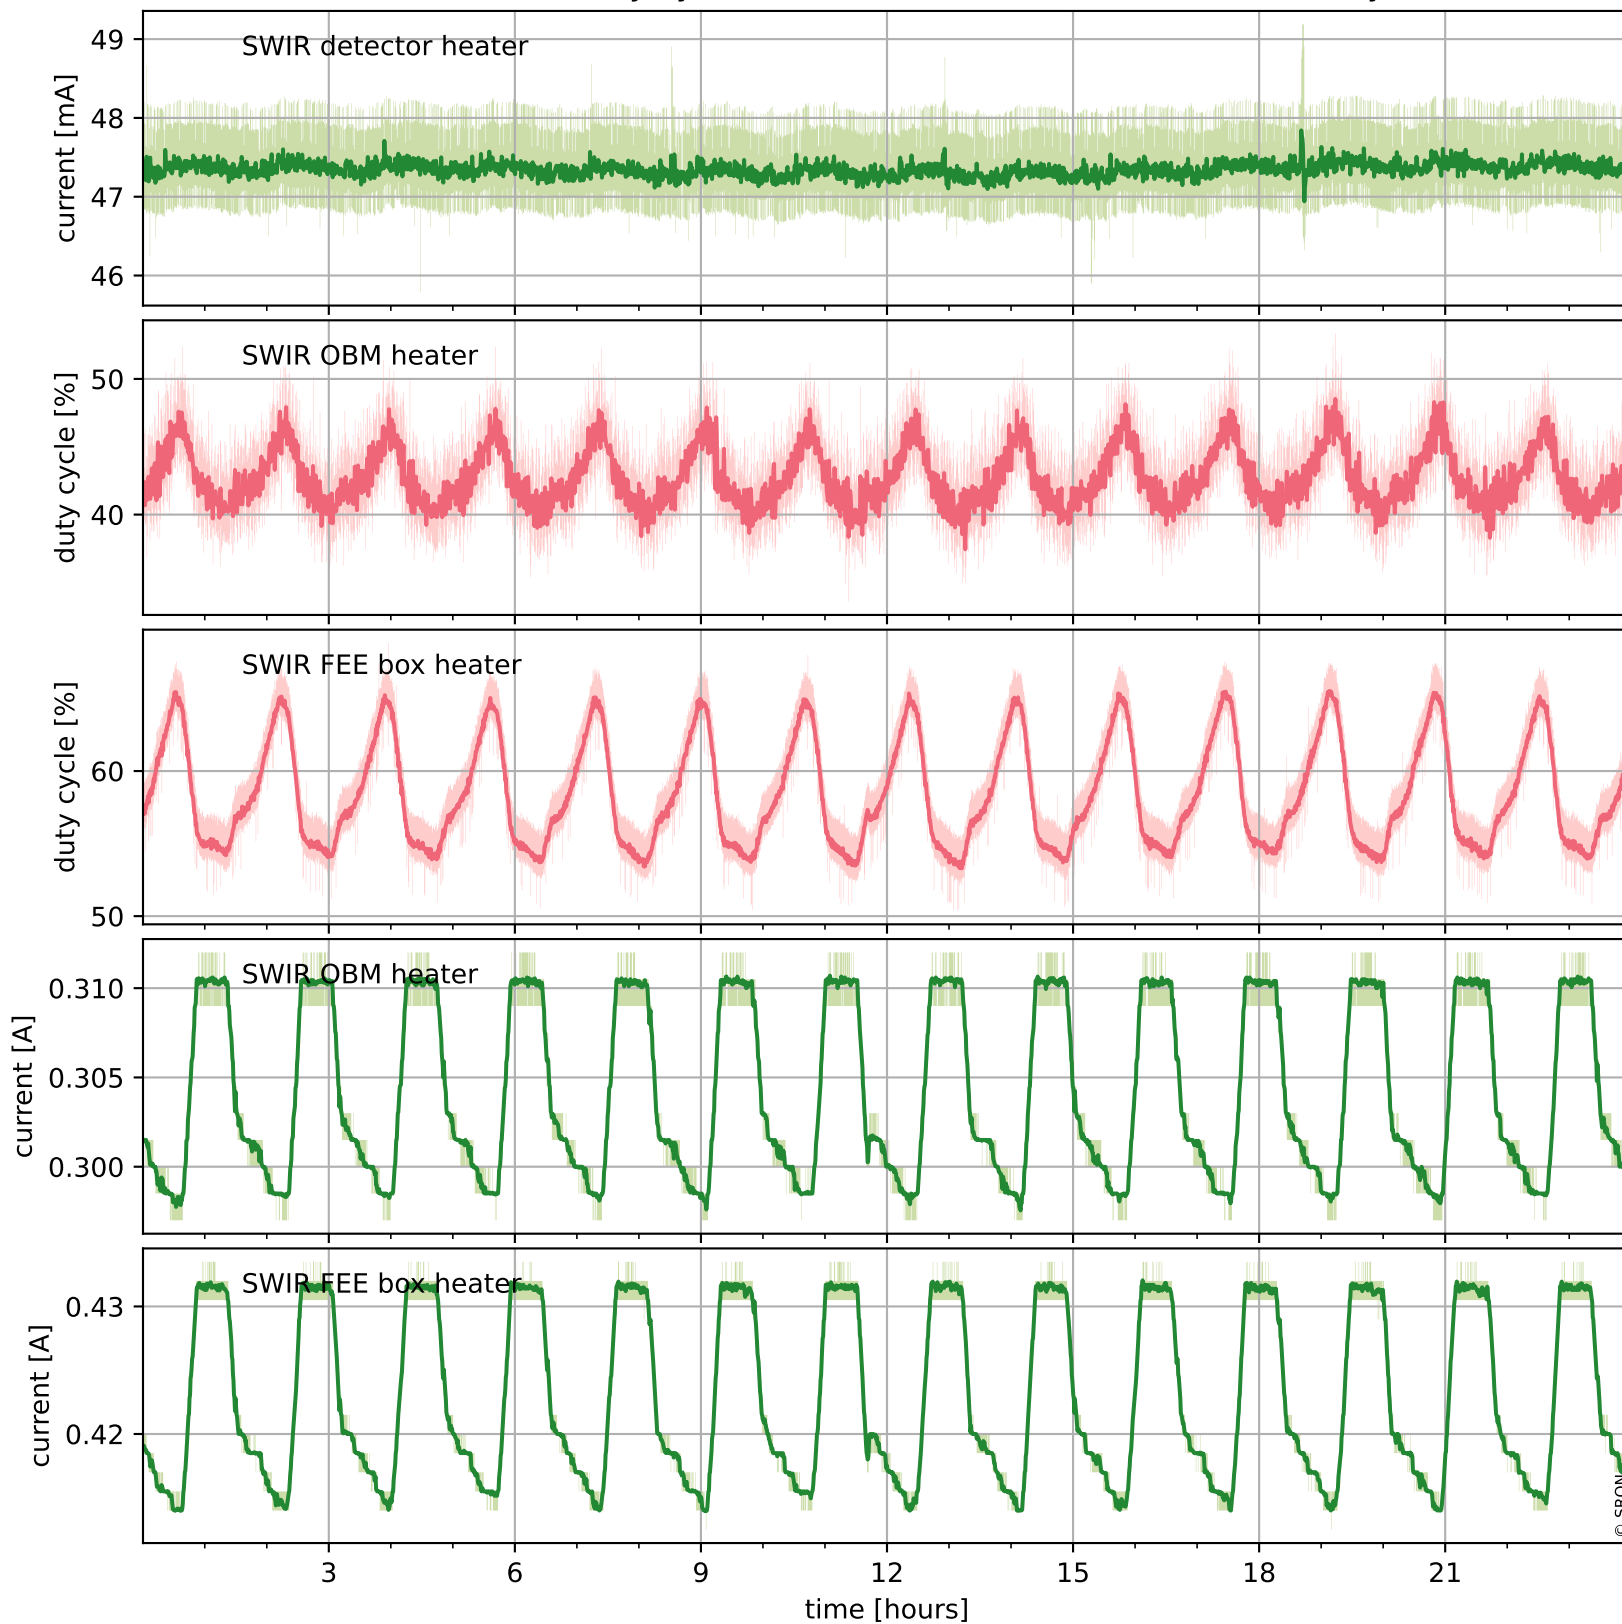 49
SWIR detector heater
48
47
46
current [mA]
SWIR OBM heater
50
40
duty cycle [%]
SWIR FEE box heater
60
50
duty cycle [%]
SWIR OBM heater
0.310
0.305
0.300
current [A]
SWIR FEE box heater
0.43
0.42
current [A]
© SRON
3 6 9 12 15 18 21
time [hours]